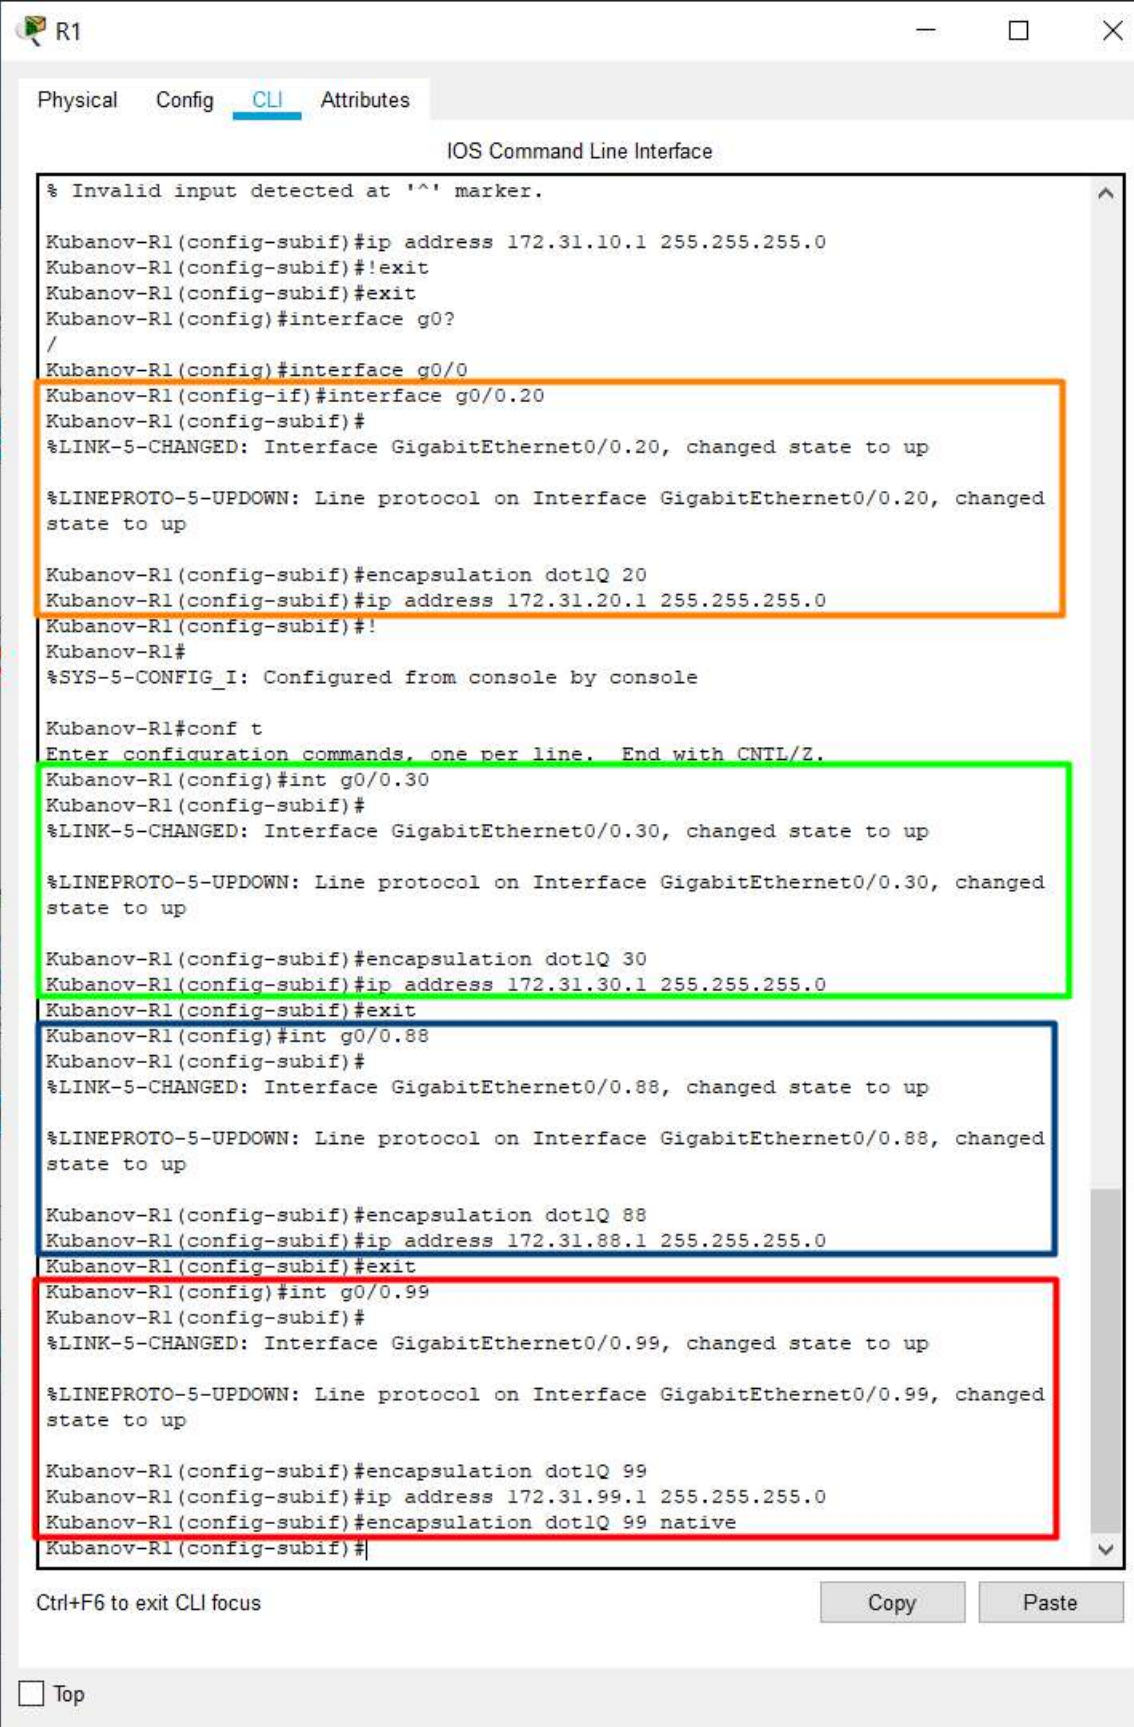 R1
Physical Config CLI Attributes
IOS Command Line Interface
% Invalid input detected at '^' marker.
Kubanov-R1(config-subif)#ip address 172.31.10.1 255.255.255.0
Kubanov-R1(config-subif)#!exit
Kubanov-R1(config-subif)#exit
Kubanov-R1(config)#interface g0?
/
Kubanov-R1(config)#interface g0/0
Kubanov-R1(config-if)#interface g0/0.20
Kubanov-R1(config-subif)#
%LINK-5-CHANGED: Interface GigabitEthernet0/0.20, changed state to up
%LINEPROTO-5-UPDOWN: Line protocol on Interface GigabitEthernet0/0.20, changed
state to up
Kubanov-R1(config-subif)#encapsulation dot1Q 20
Kubanov-R1(config-subif)#ip address 172.31.20.1 255.255.255.0
Kubanov-R1(config-subif)#!
Kubanov-R1#
%SYS-5-CONFIG_I: Configured from console by console
Kubanov-R1#conf t
Enter configuration commands, one per line. End with CNTL/Z.
Kubanov-R1(config)#int g0/0.30
Kubanov-R1(config-subif)#
%LINK-5-CHANGED: Interface GigabitEthernet0/0.30, changed state to up
%LINEPROTO-5-UPDOWN: Line protocol on Interface GigabitEthernet0/0.30, changed
state to up
Kubanov-R1(config-subif)#encapsulation dot1Q 30
Kubanov-R1(config-subif)#ip address 172.31.30.1 255.255.255.0
Kubanov-R1(config-subif)#exit
Kubanov-R1(config)#int g0/0.88
Kubanov-R1(config-subif)#
%LINK-5-CHANGED: Interface GigabitEthernet0/0.88, changed state to up
%LINEPROTO-5-UPDOWN: Line protocol on Interface GigabitEthernet0/0.88, changed
state to up
Kubanov-R1(config-subif)#encapsulation dot1Q 88
Kubanov-R1(config-subif)#ip address 172.31.88.1 255.255.255.0
Kubanov-R1(config-subif)#exit
Kubanov-R1(config)#int g0/0.99
Kubanov-R1(config-subif)#
%LINK-5-CHANGED: Interface GigabitEthernet0/0.99, changed state to up
%LINEPROTO-5-UPDOWN: Line protocol on Interface GigabitEthernet0/0.99, changed
state to up
Kubanov-R1(config-subif)#encapsulation dot1Q 99
Kubanov-R1(config-subif)#ip address 172.31.99.1 255.255.255.0
Kubanov-R1(config-subif)#encapsulation dot1Q 99 native
Kubanov-R1(config-subif)#
Ctrl+F6 to exit CLI focus Copy Paste
Top